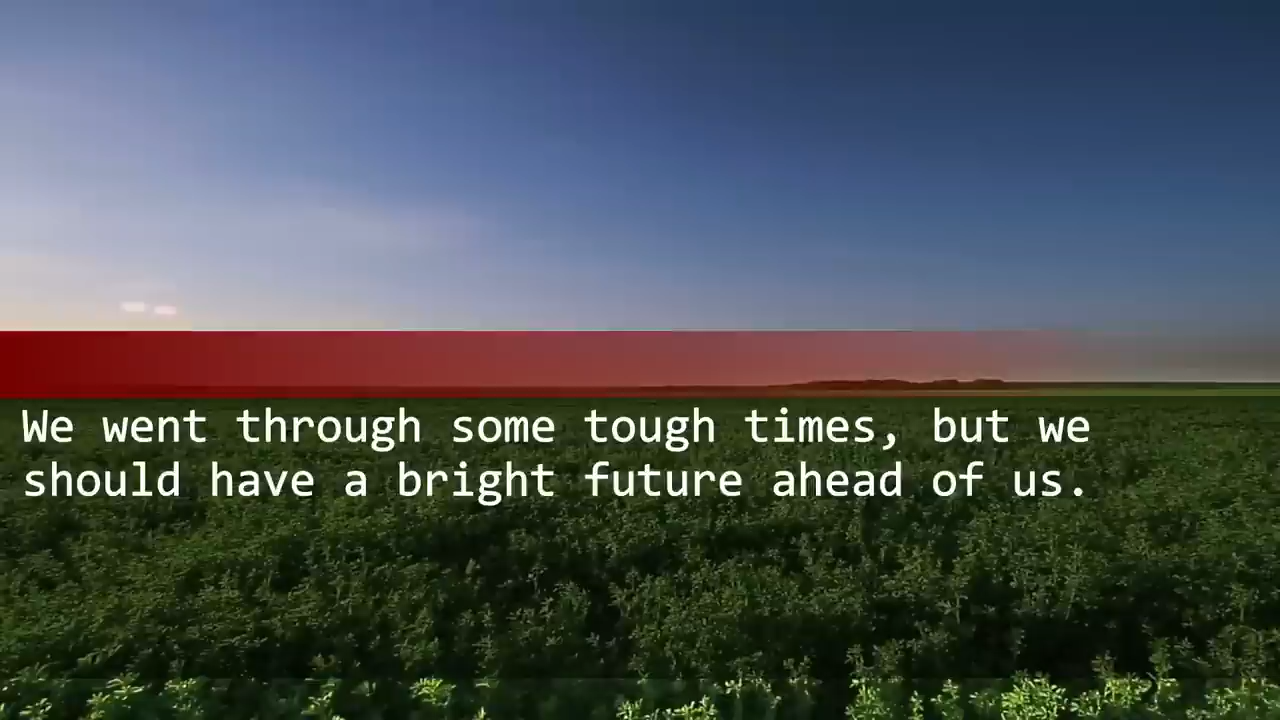 We went through some tough times, but we
should have a bright future ahead of us.